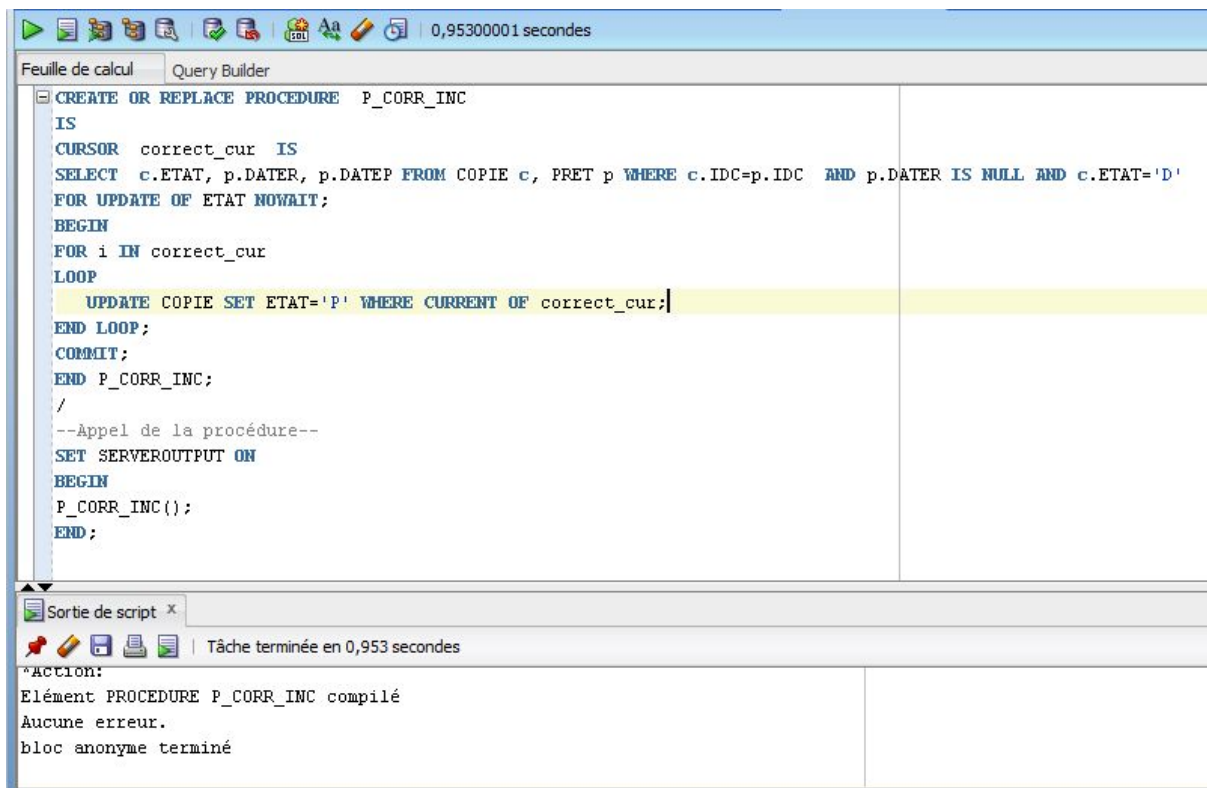 0,95300001 secondes
Feuille de calcul Query Builder
CREATE OR REPLACE PROCEDURE P_CORR_INC
IS
CURSOR correct_cur IS
SELECT c.ETAT, p.DATER, p.DATEP FROM COPIE c, PRET p WHERE c.IDC=p.IDC AND p.DATER IS NULL AND c.ETAT='D'
FOR UPDATE OF ETAT NOWAIT;
BEGIN
FOR i IN correct_cur
LOOP
UPDATE COPIE SET ETAT='P' WHERE CURRENT OF correct_cur;
END LOOP;
COMMIT;
END P_CORR_INC;
/
--Appel de la procédure--
SET SERVEROUTPUT ON
BEGIN
P_CORR_INC();
END;
Sortie de script x
Tâche terminée en 0,953 secondes
*Action:
Elément PROCEDURE P_CORR_INC compilé
Aucune erreur.
bloc anonyme terminé